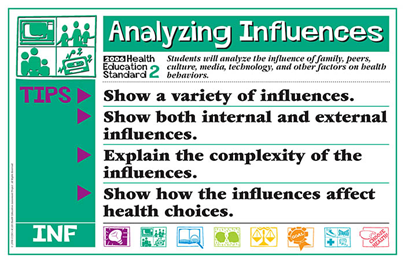 Analyzing Influences
2006 Health
Education
Standard 2
Students will analyze the influence of family, peers,
culture, media, technology, and other factors on health
behaviors.
TIPS
Show a variety of influences.
Show both internal and external
influences.
Explain the complexity of the
influences.
Show how the influences affect
health choices.
INF